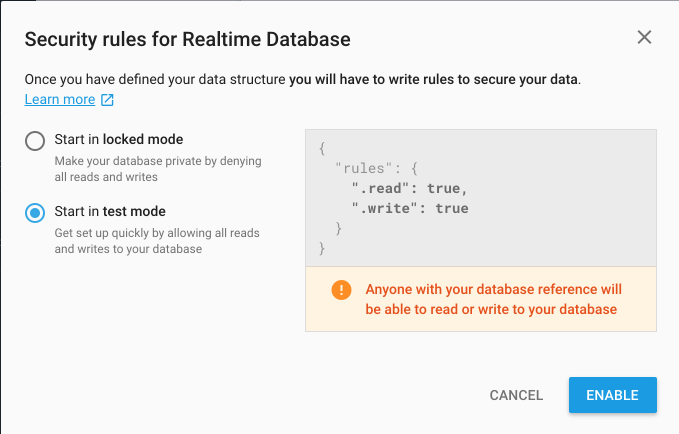 Security rules for Realtime Database
Once you have defined your data structure you will have to write rules to secure your data.
Learn more
Start in locked mode
Make your database private by denying
all reads and writes
Start in test mode
Get set up quickly by allowing all reads
and writes to your database
{
"rules": {
".read": true,
".write": true
}
}
Anyone with your database reference will
be able to read or write to your database
CANCEL
ENABLE